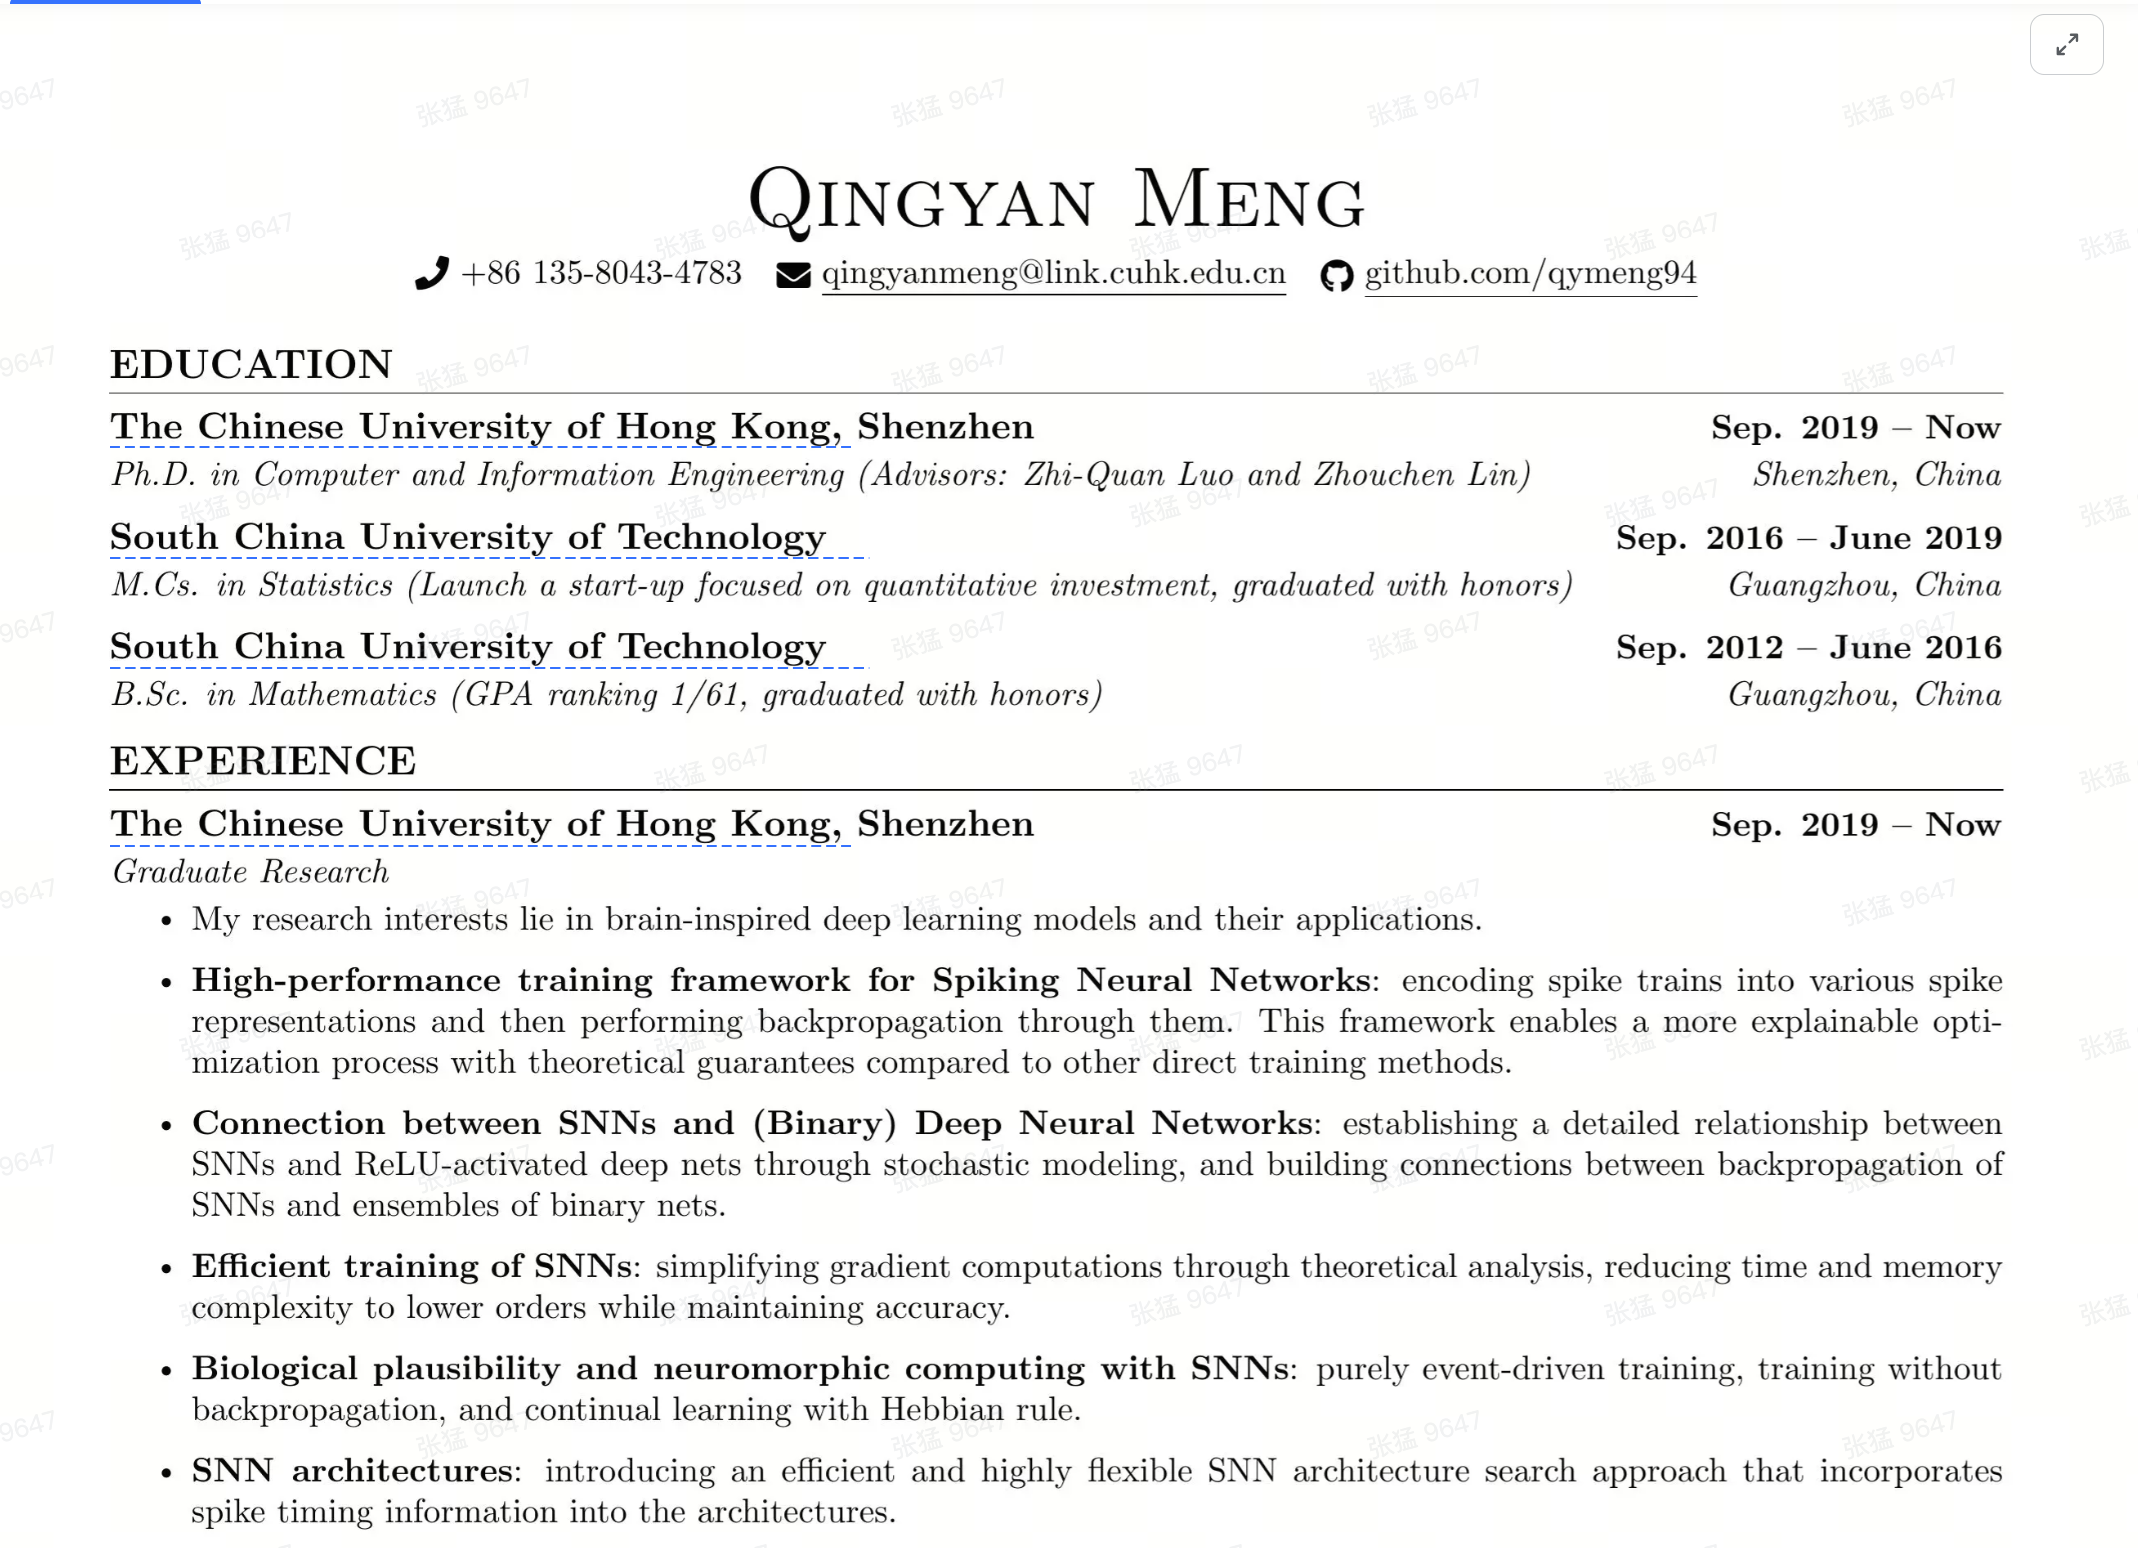 QINGYAN MENG
+86 135-8043-4783 qingyanmeng@link.cuhk.edu.cn github.com/qymeng94
EDUCATION
The Chinese University of Hong Kong, Shenzhen Sep. 2019 – Now
Ph.D. in Computer and Information Engineering (Advisors: Zhi-Quan Luo and Zhouchen Lin) Shenzhen, China
South China University of Technology Sep. 2016 – June 2019
M.Cs. in Statistics (Launch a start-up focused on quantitative investment, graduated with honors) Guangzhou, China
South China University of Technology Sep. 2012 – June 2016
B.Sc. in Mathematics (GPA ranking 1/61, graduated with honors) Guangzhou, China
EXPERIENCE
The Chinese University of Hong Kong, Shenzhen Sep. 2019 – Now
Graduate Research
• My research interests lie in brain-inspired deep learning models and their applications.
• High-performance training framework for Spiking Neural Networks: encoding spike trains into various spike
representations and then performing backpropagation through them. This framework enables a more explainable opti-
mization process with theoretical guarantees compared to other direct training methods.
• Connection between SNNs and (Binary) Deep Neural Networks: establishing a detailed relationship between
SNNs and ReLU-activated deep nets through stochastic modeling, and building connections between backpropagation of
SNNs and ensembles of binary nets.
• Efficient training of SNNs: simplifying gradient computations through theoretical analysis, reducing time and memory
complexity to lower orders while maintaining accuracy.
• Biological plausibility and neuromorphic computing with SNNs: purely event-driven training, training without
backpropagation, and continual learning with Hebbian rule.
• SNN architectures: introducing an efficient and highly flexible SNN architecture search approach that incorporates
spike timing information into the architectures.
张猛 9647